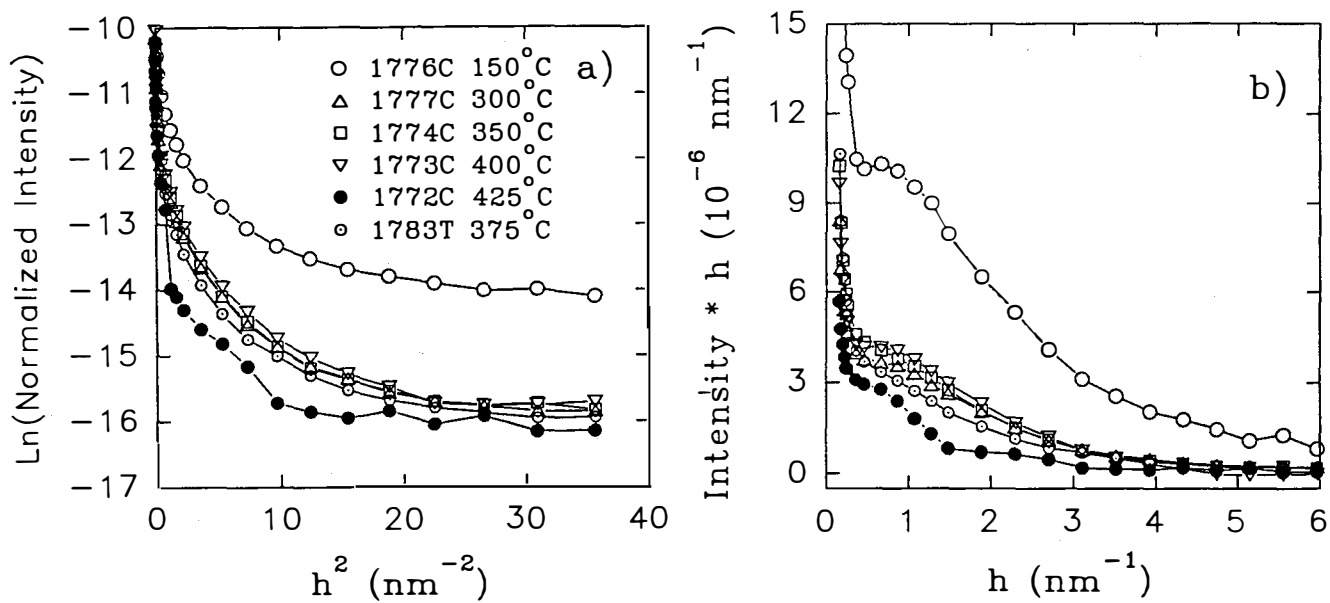 a)
Ln(Normalized Intensity)
−10
−11
−12
−13
−14
−15
−16
−17
○ 1776C 150°C
△ 1777C 300°C
□ 1774C 350°C
▽ 1773C 400°C
● 1772C 425°C
⊙ 1783T 375°C
0 10 20 30 40
h² (nm⁻²)
b)
Intensity * h (10⁻⁶ nm⁻¹)
15
12
9
6
3
0
0 1 2 3 4 5 6
h (nm⁻¹)